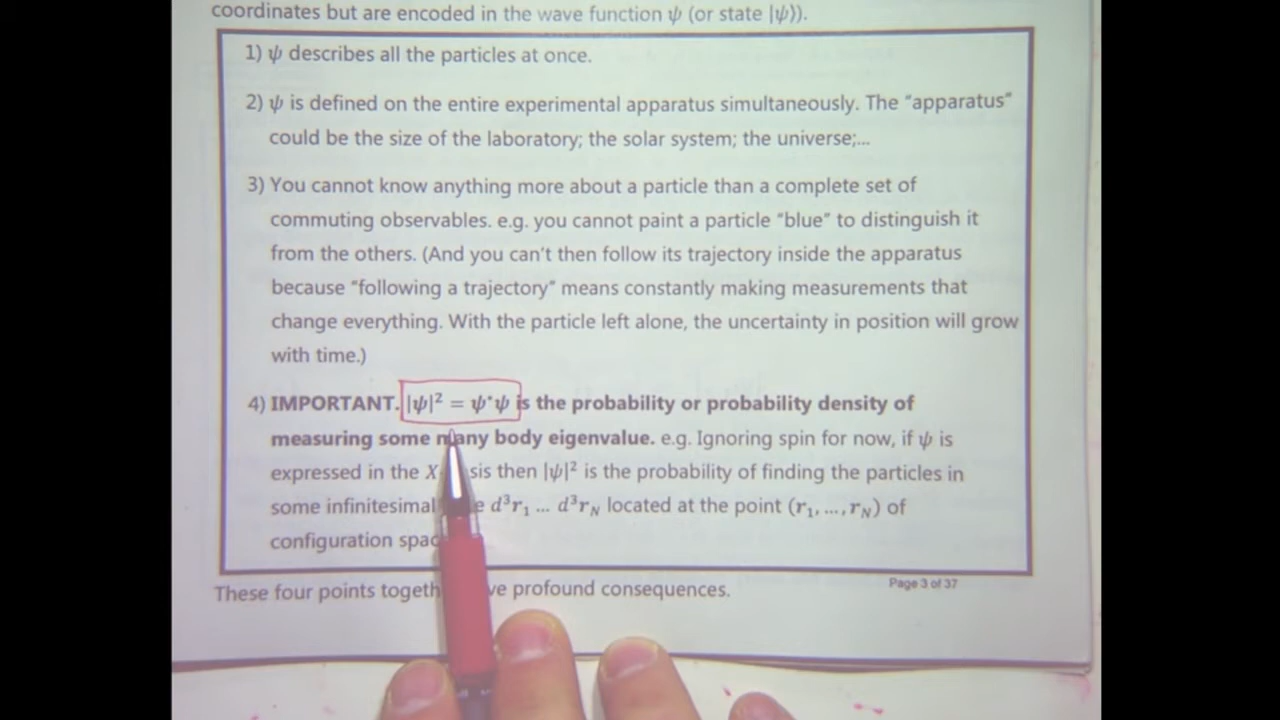 coordinates but are encoded in the wave function ψ (or state |ψ⟩).
1) ψ describes all the particles at once.
2) ψ is defined on the entire experimental apparatus simultaneously. The "apparatus"
could be the size of the laboratory; the solar system; the universe;...
3) You cannot know anything more about a particle than a complete set of
commuting observables. e.g. you cannot paint a particle "blue" to distinguish it
from the others. (And you can't then follow its trajectory inside the apparatus
because "following a trajectory" means constantly making measurements that
change everything. With the particle left alone, the uncertainty in position will grow
with time.)
4) IMPORTANT. |ψ|² = ψ*ψ is the probability or probability density of
measuring some many body eigenvalue. e.g. Ignoring spin for now, if ψ is
expressed in the X sis then |ψ|² is the probability of finding the particles in
some infinitesimal e d³r₁ ... d³r_N located at the point (r₁, ..., r_N) of
configuration spac
These four points togeth ve profound consequences.
Page 3 of 37